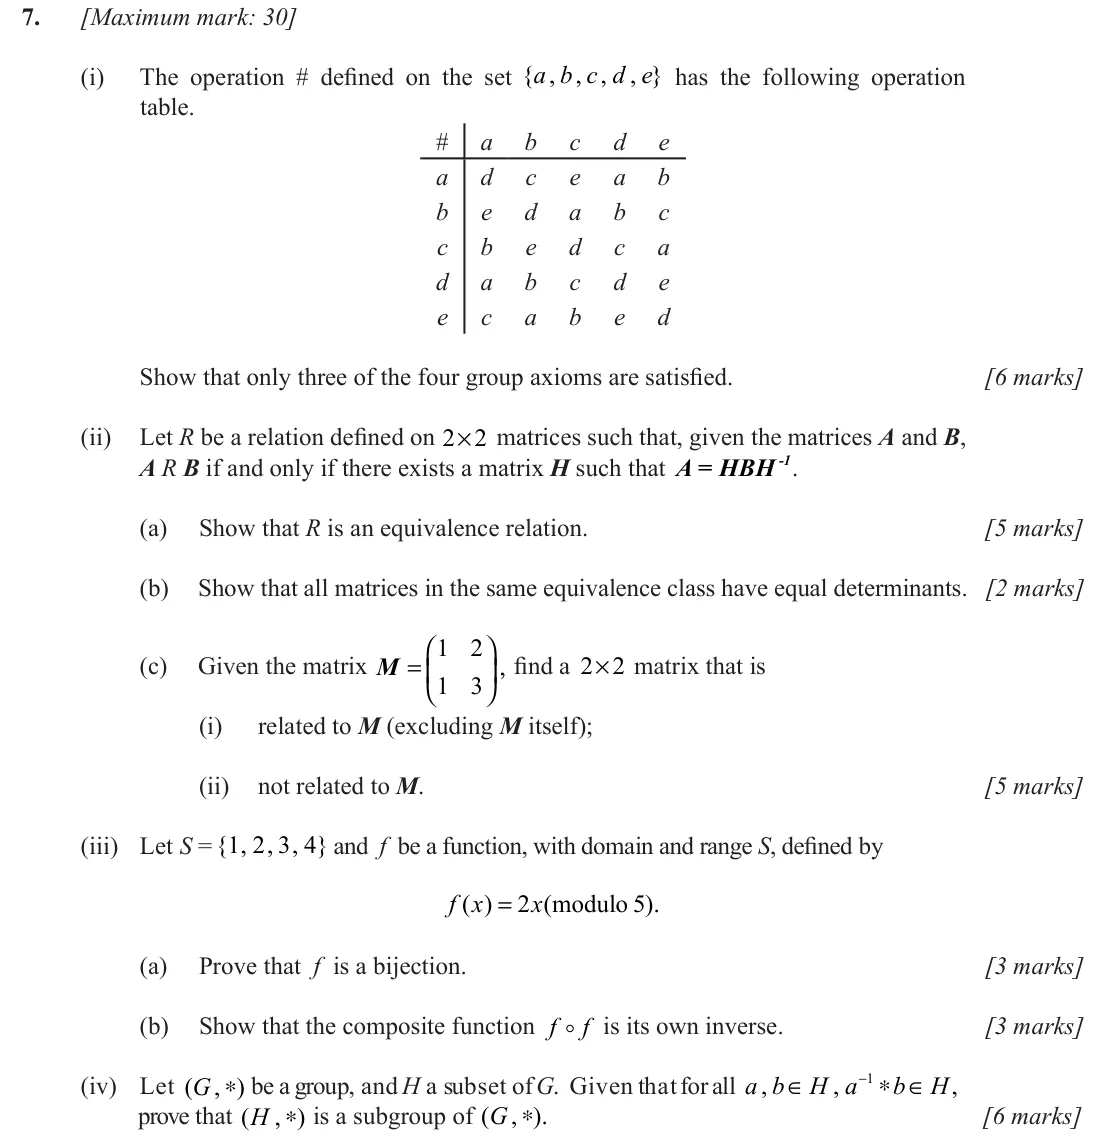 7. [Maximum mark: 30]
(i) The operation # defined on the set {a, b, c, d, e} has the following operation
table.
# a b c d e
a d c e a b
b e d a b c
c b e d c a
d a b c d e
e c a b e d
Show that only three of the four group axioms are satisfied. [6 marks]
(ii) Let R be a relation defined on 2×2 matrices such that, given the matrices A and B,
A R B if and only if there exists a matrix H such that A = HBH⁻¹.
(a) Show that R is an equivalence relation. [5 marks]
(b) Show that all matrices in the same equivalence class have equal determinants. [2 marks]
(c) Given the matrix M = (1 2
1 3), find a 2×2 matrix that is
(i) related to M (excluding M itself);
(ii) not related to M. [5 marks]
(iii) Let S = {1, 2, 3, 4} and f be a function, with domain and range S, defined by
f(x) = 2x(modulo 5).
(a) Prove that f is a bijection. [3 marks]
(b) Show that the composite function f ∘ f is its own inverse. [3 marks]
(iv) Let (G, *) be a group, and H a subset of G. Given that for all a, b ∈ H, a⁻¹ * b ∈ H,
prove that (H, *) is a subgroup of (G, *). [6 marks]